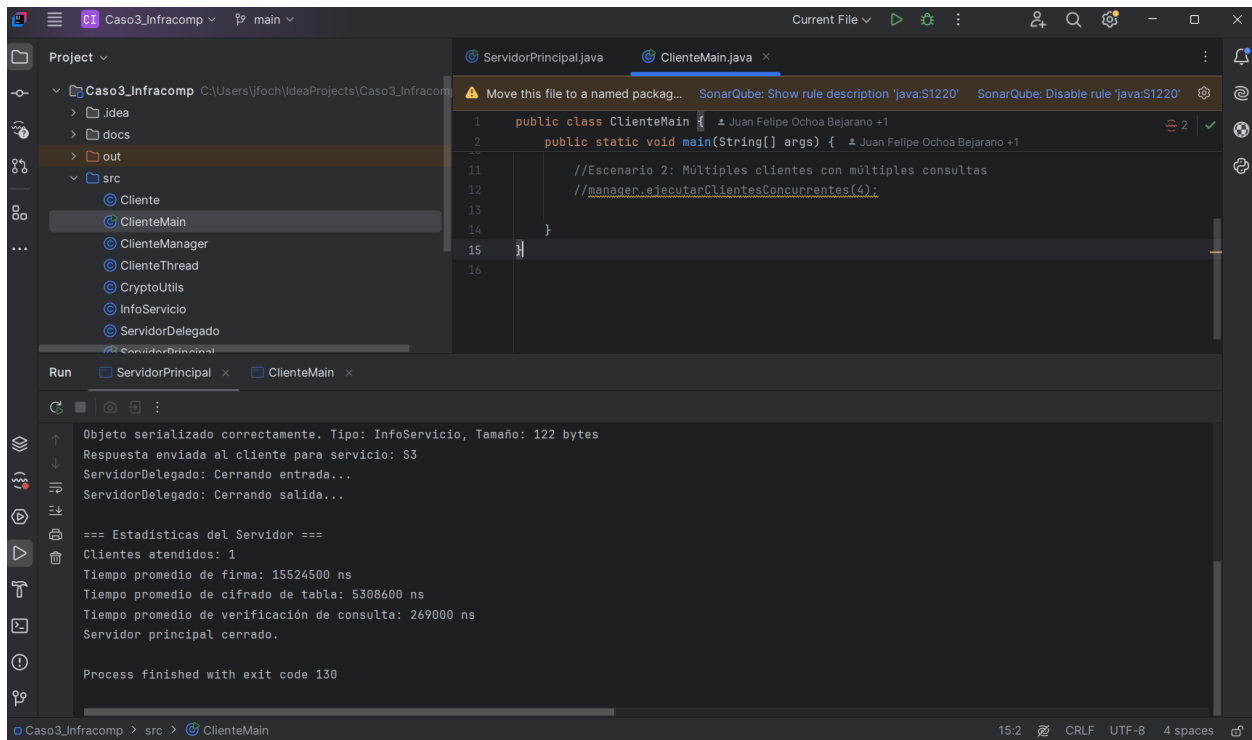 CI Caso3_Infracomp main Current File
Project
ServidorPrincipal.java ClienteMain.java
Caso3_Infracomp C:\Users\jfoch\IdeaProjects\Caso3_Infracom
.idea
docs
out
src
Cliente
ClienteMain
ClienteManager
ClienteThread
CryptoUtils
InfoServicio
ServidorDelegado
ServidorPrincipal
Move this file to a named packag... SonarQube: Show rule description 'java:S1220' SonarQube: Disable rule 'java:S1220'
1 public class ClienteMain { Juan Felipe Ochoa Bejarano +1
2 public static void main(String[] args) { Juan Felipe Ochoa Bejarano +1
2
11 //Escenario 2: Múltiples clientes con múltiples consultas
12 //manager.ejecutarClientesConcurrentes(4);
13
14 }
15 }
16
Run ServidorPrincipal ClienteMain
Objeto serializado correctamente. Tipo: InfoServicio, Tamaño: 122 bytes
Respuesta enviada al cliente para servicio: S3
ServidorDelegado: Cerrando entrada...
ServidorDelegado: Cerrando salida...
=== Estadísticas del Servidor ===
Clientes atendidos: 1
Tiempo promedio de firma: 15524500 ns
Tiempo promedio de cifrado de tabla: 5308600 ns
Tiempo promedio de verificación de consulta: 269000 ns
Servidor principal cerrado.
Process finished with exit code 130
Caso3_Infracomp > src > ClienteMain 15:2 CRLF UTF-8 4 spaces